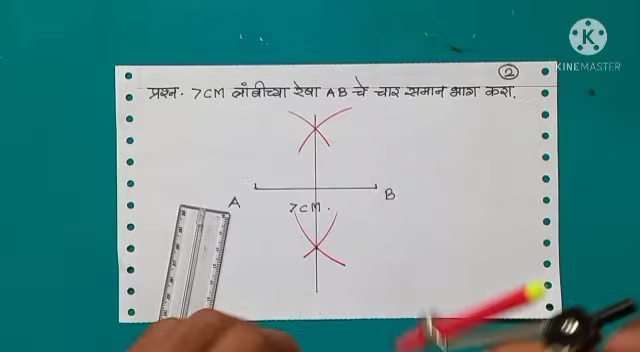 2
प्रश्न. 7CM लांबीच्या रेषा AB चे चार समान भाग करा.
A B
7CM.
K
KINEMASTER